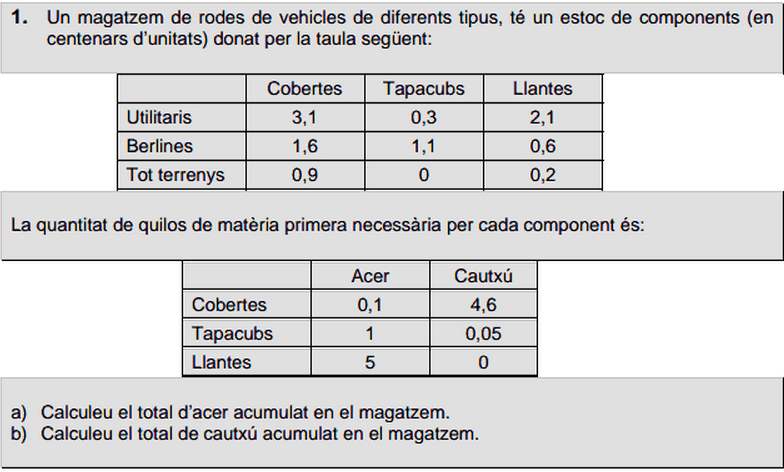 1. Un magatzem de rodes de vehicles de diferents tipus, té un estoc de components (en
centenars d'unitats) donat per la taula següent:
Cobertes Tapacubs Llantes
Utilitaris 3,1 0,3 2,1
Berlines 1,6 1,1 0,6
Tot terrenys 0,9 0 0,2
La quantitat de quilos de matèria primera necessària per cada component és:
Acer Cautxú
Cobertes 0,1 4,6
Tapacubs 1 0,05
Llantes 5 0
a) Calculeu el total d'acer acumulat en el magatzem.
b) Calculeu el total de cautxú acumulat en el magatzem.